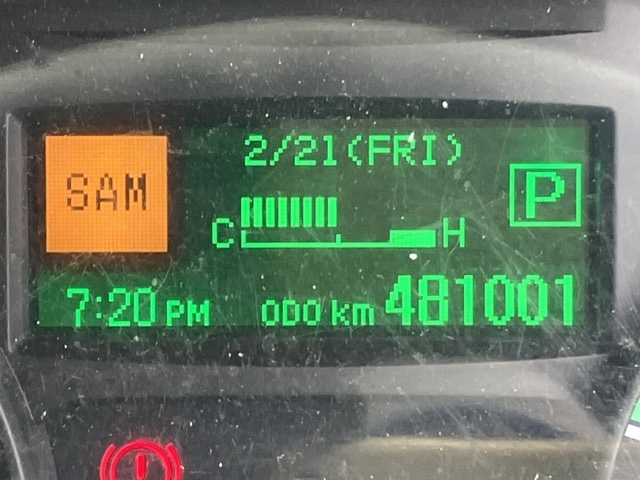 2/21(FRI)
SAM
P
C H
7:20 PM ODO km 481001